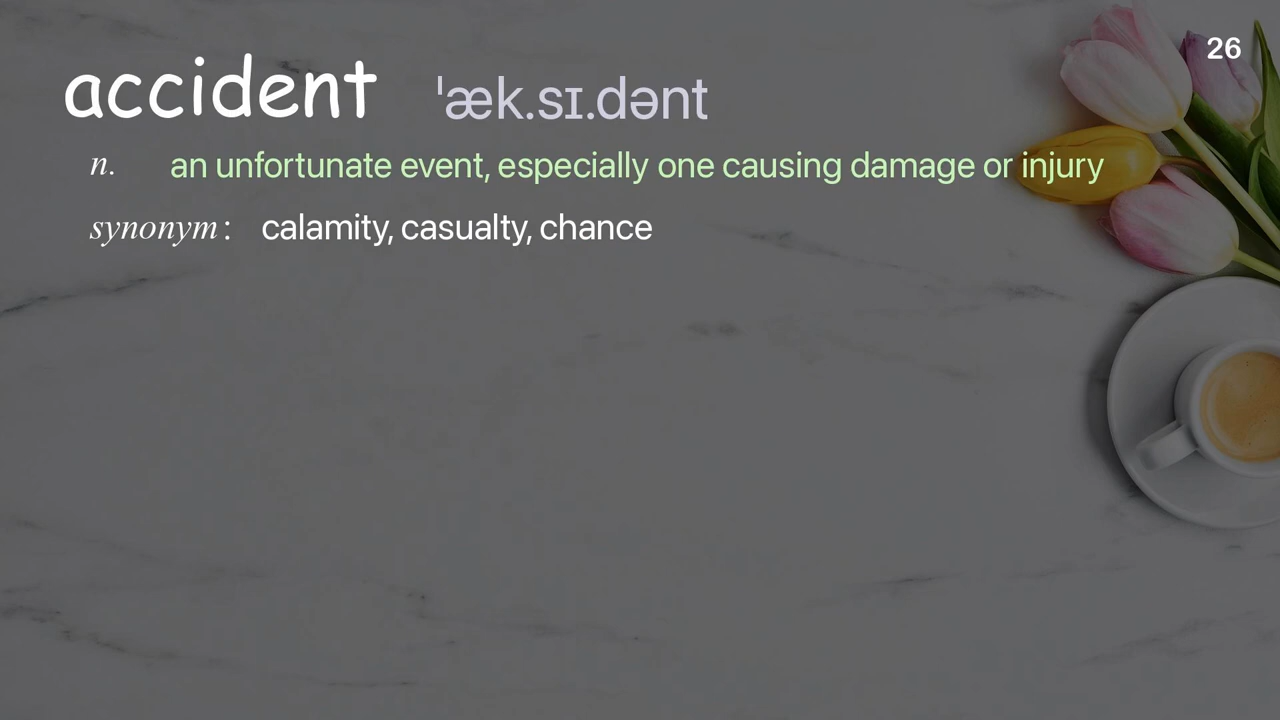 26
accident ˈæk.sɪ.dənt
n. an unfortunate event, especially one causing damage or injury
synonym : calamity, casualty, chance